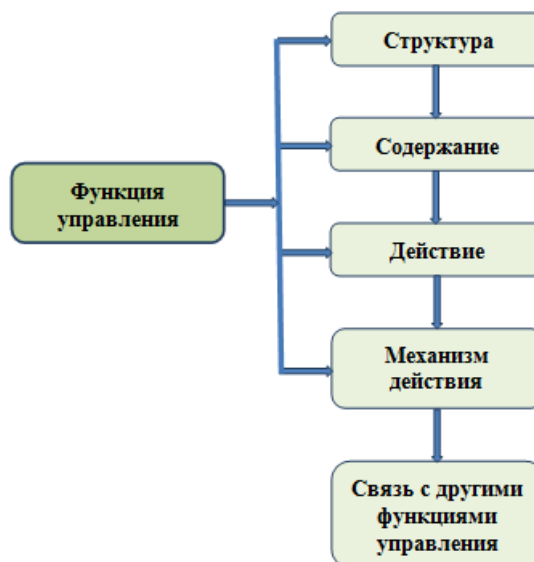 Структура
Содержание
Функция
управления
Действие
Механизм
действия
Связь с другими
функциями
управления